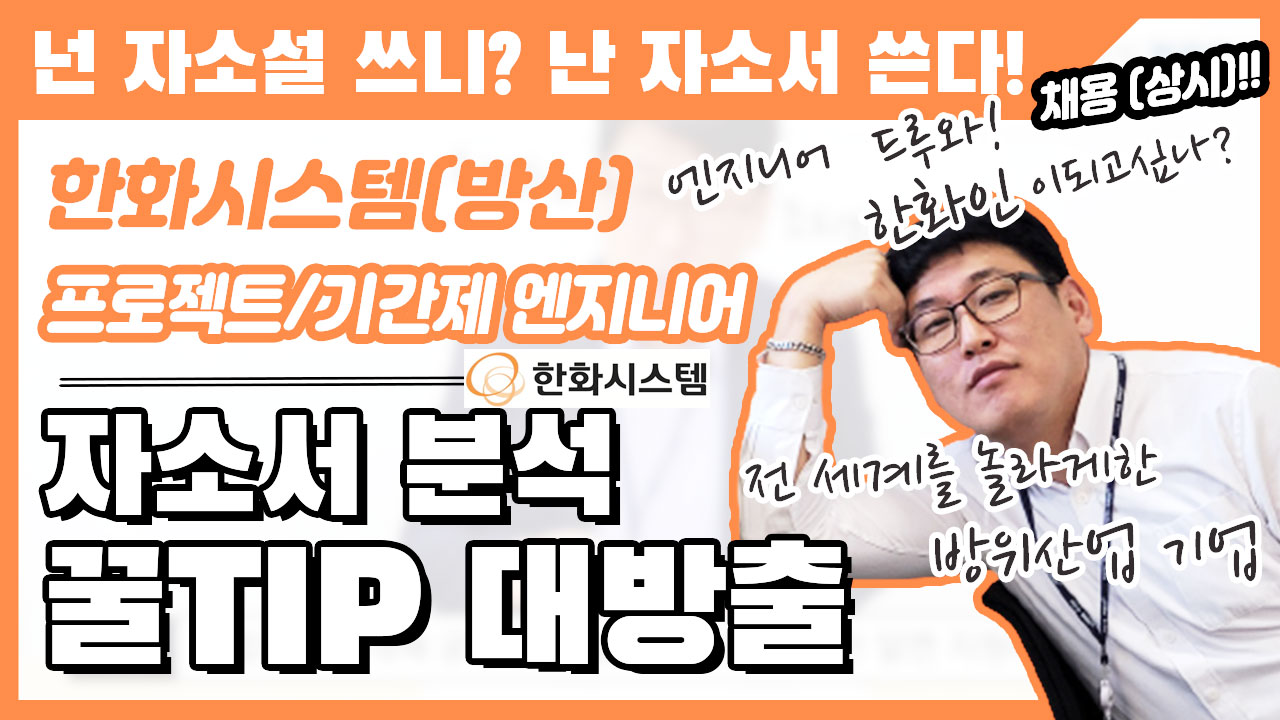 넌 자소설 쓰니? 난 자소서 쓴다!
채용 (상시)!!
엔지니어 드루와!
한화인 이되고싶나?
한화시스템(방산)
프로젝트/기간제 엔지니어
한화시스템
자소서 분석
꿀TIP 대방출
전 세계를 놀라게한
방위산업 기업